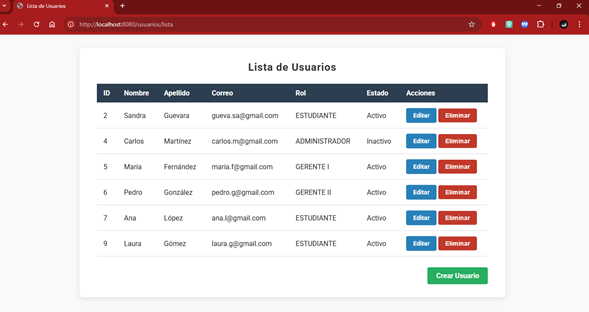 Lista de Usuarios
http://localhost:8080/usuarios/lista
Lista de Usuarios
ID Nombre Apellido Correo Rol Estado Acciones
2 Sandra Guevara gueva.sa@gmail.com ESTUDIANTE Activo Editar Eliminar
4 Carlos Martínez carlos.m@gmail.com ADMINISTRADOR Inactivo Editar Eliminar
5 María Fernández maria.f@gmail.com GERENTE I Activo Editar Eliminar
6 Pedro González pedro.g@gmail.com GERENTE II Activo Editar Eliminar
7 Ana López ana.l@gmail.com ESTUDIANTE Activo Editar Eliminar
9 Laura Gómez laura.g@gmail.com ESTUDIANTE Activo Editar Eliminar
Crear Usuario